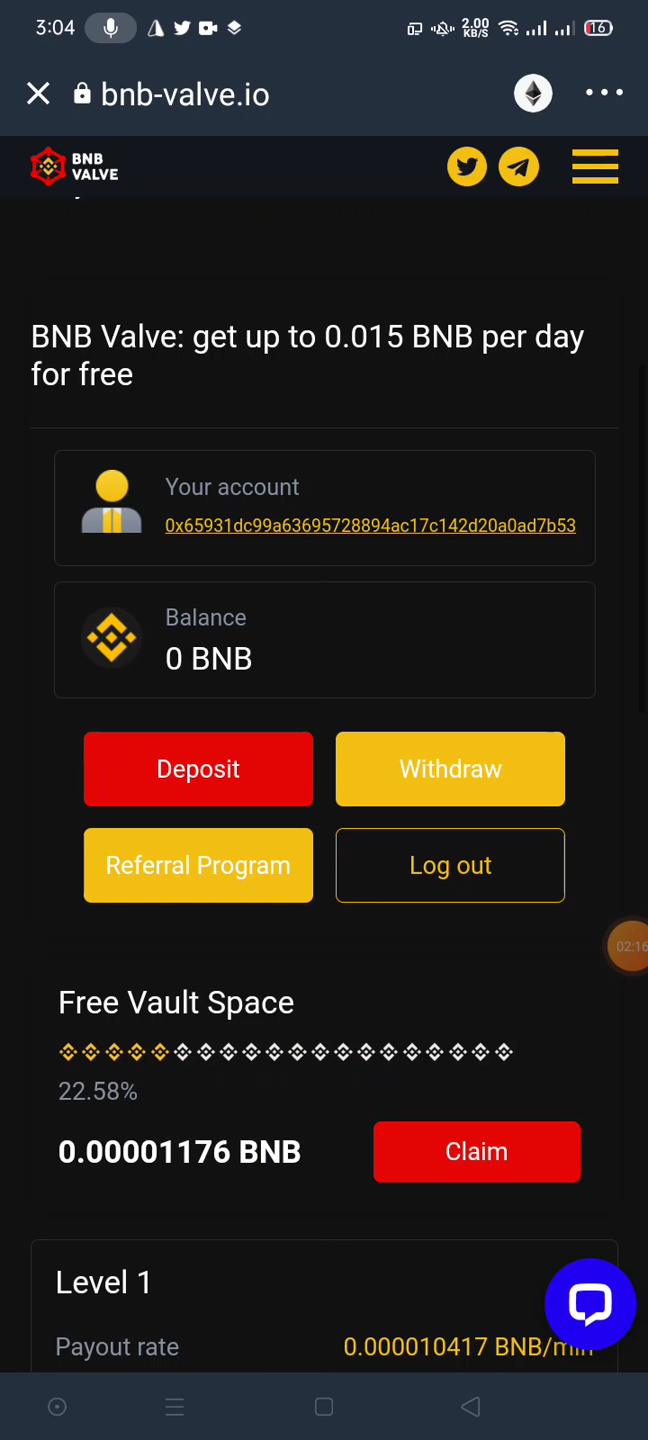 3:04
2.00
KB/S
16
bnb-valve.io
BNB
VALVE
BNB Valve: get up to 0.015 BNB per day
for free
Your account
0x65931dc99a63695728894ac17c142d20a0ad7b53
Balance
0 BNB
Deposit
Withdraw
Referral Program
Log out
02:16
Free Vault Space
22.58%
0.00001176 BNB
Claim
Level 1
Payout rate
0.000010417 BNB/min